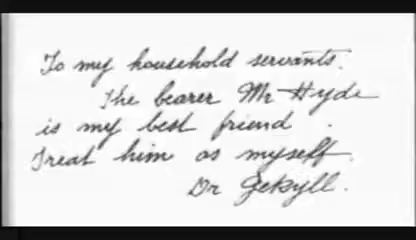 To my household servants.
The bearer Mr Hyde
is my best friend.
Treat him as myself.
Dr Jekyll.